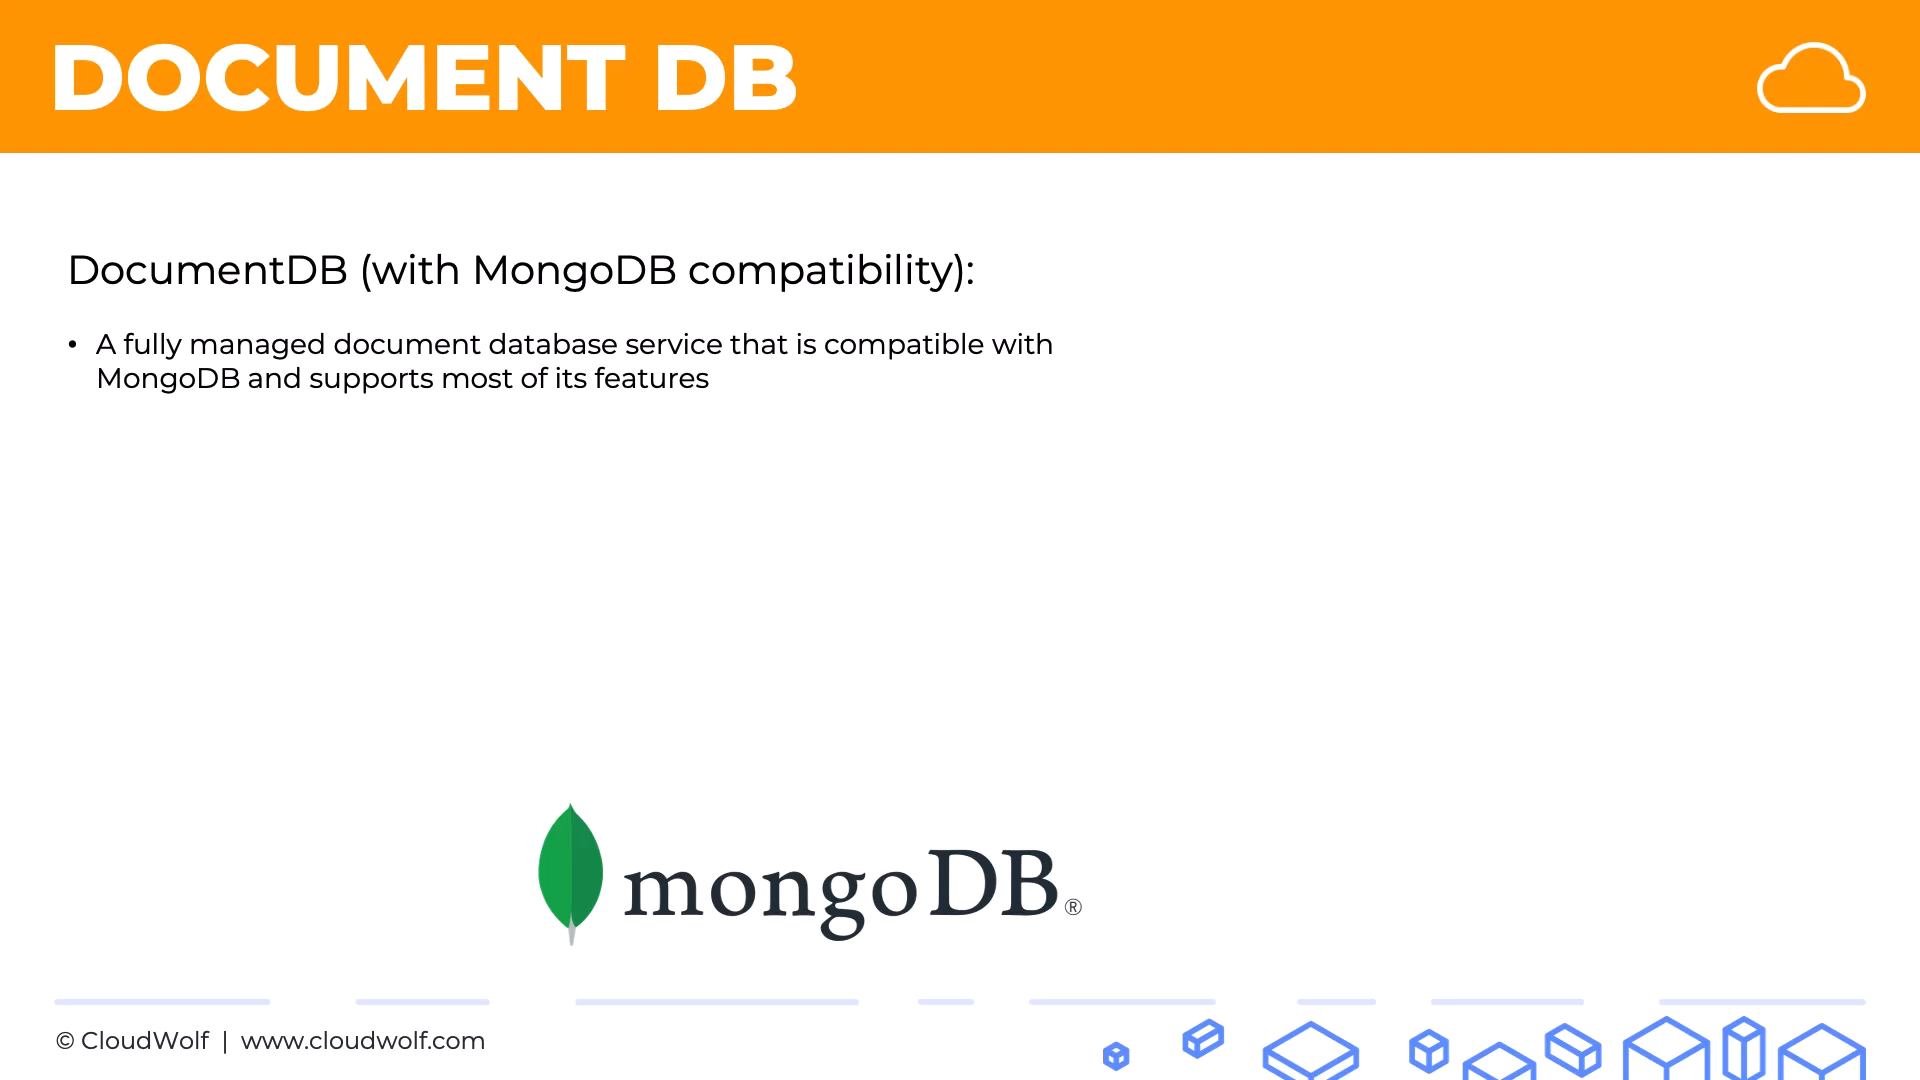 DOCUMENT DB
DocumentDB (with MongoDB compatibility):
• A fully managed document database service that is compatible with
MongoDB and supports most of its features
mongoDB®
© CloudWolf | www.cloudwolf.com